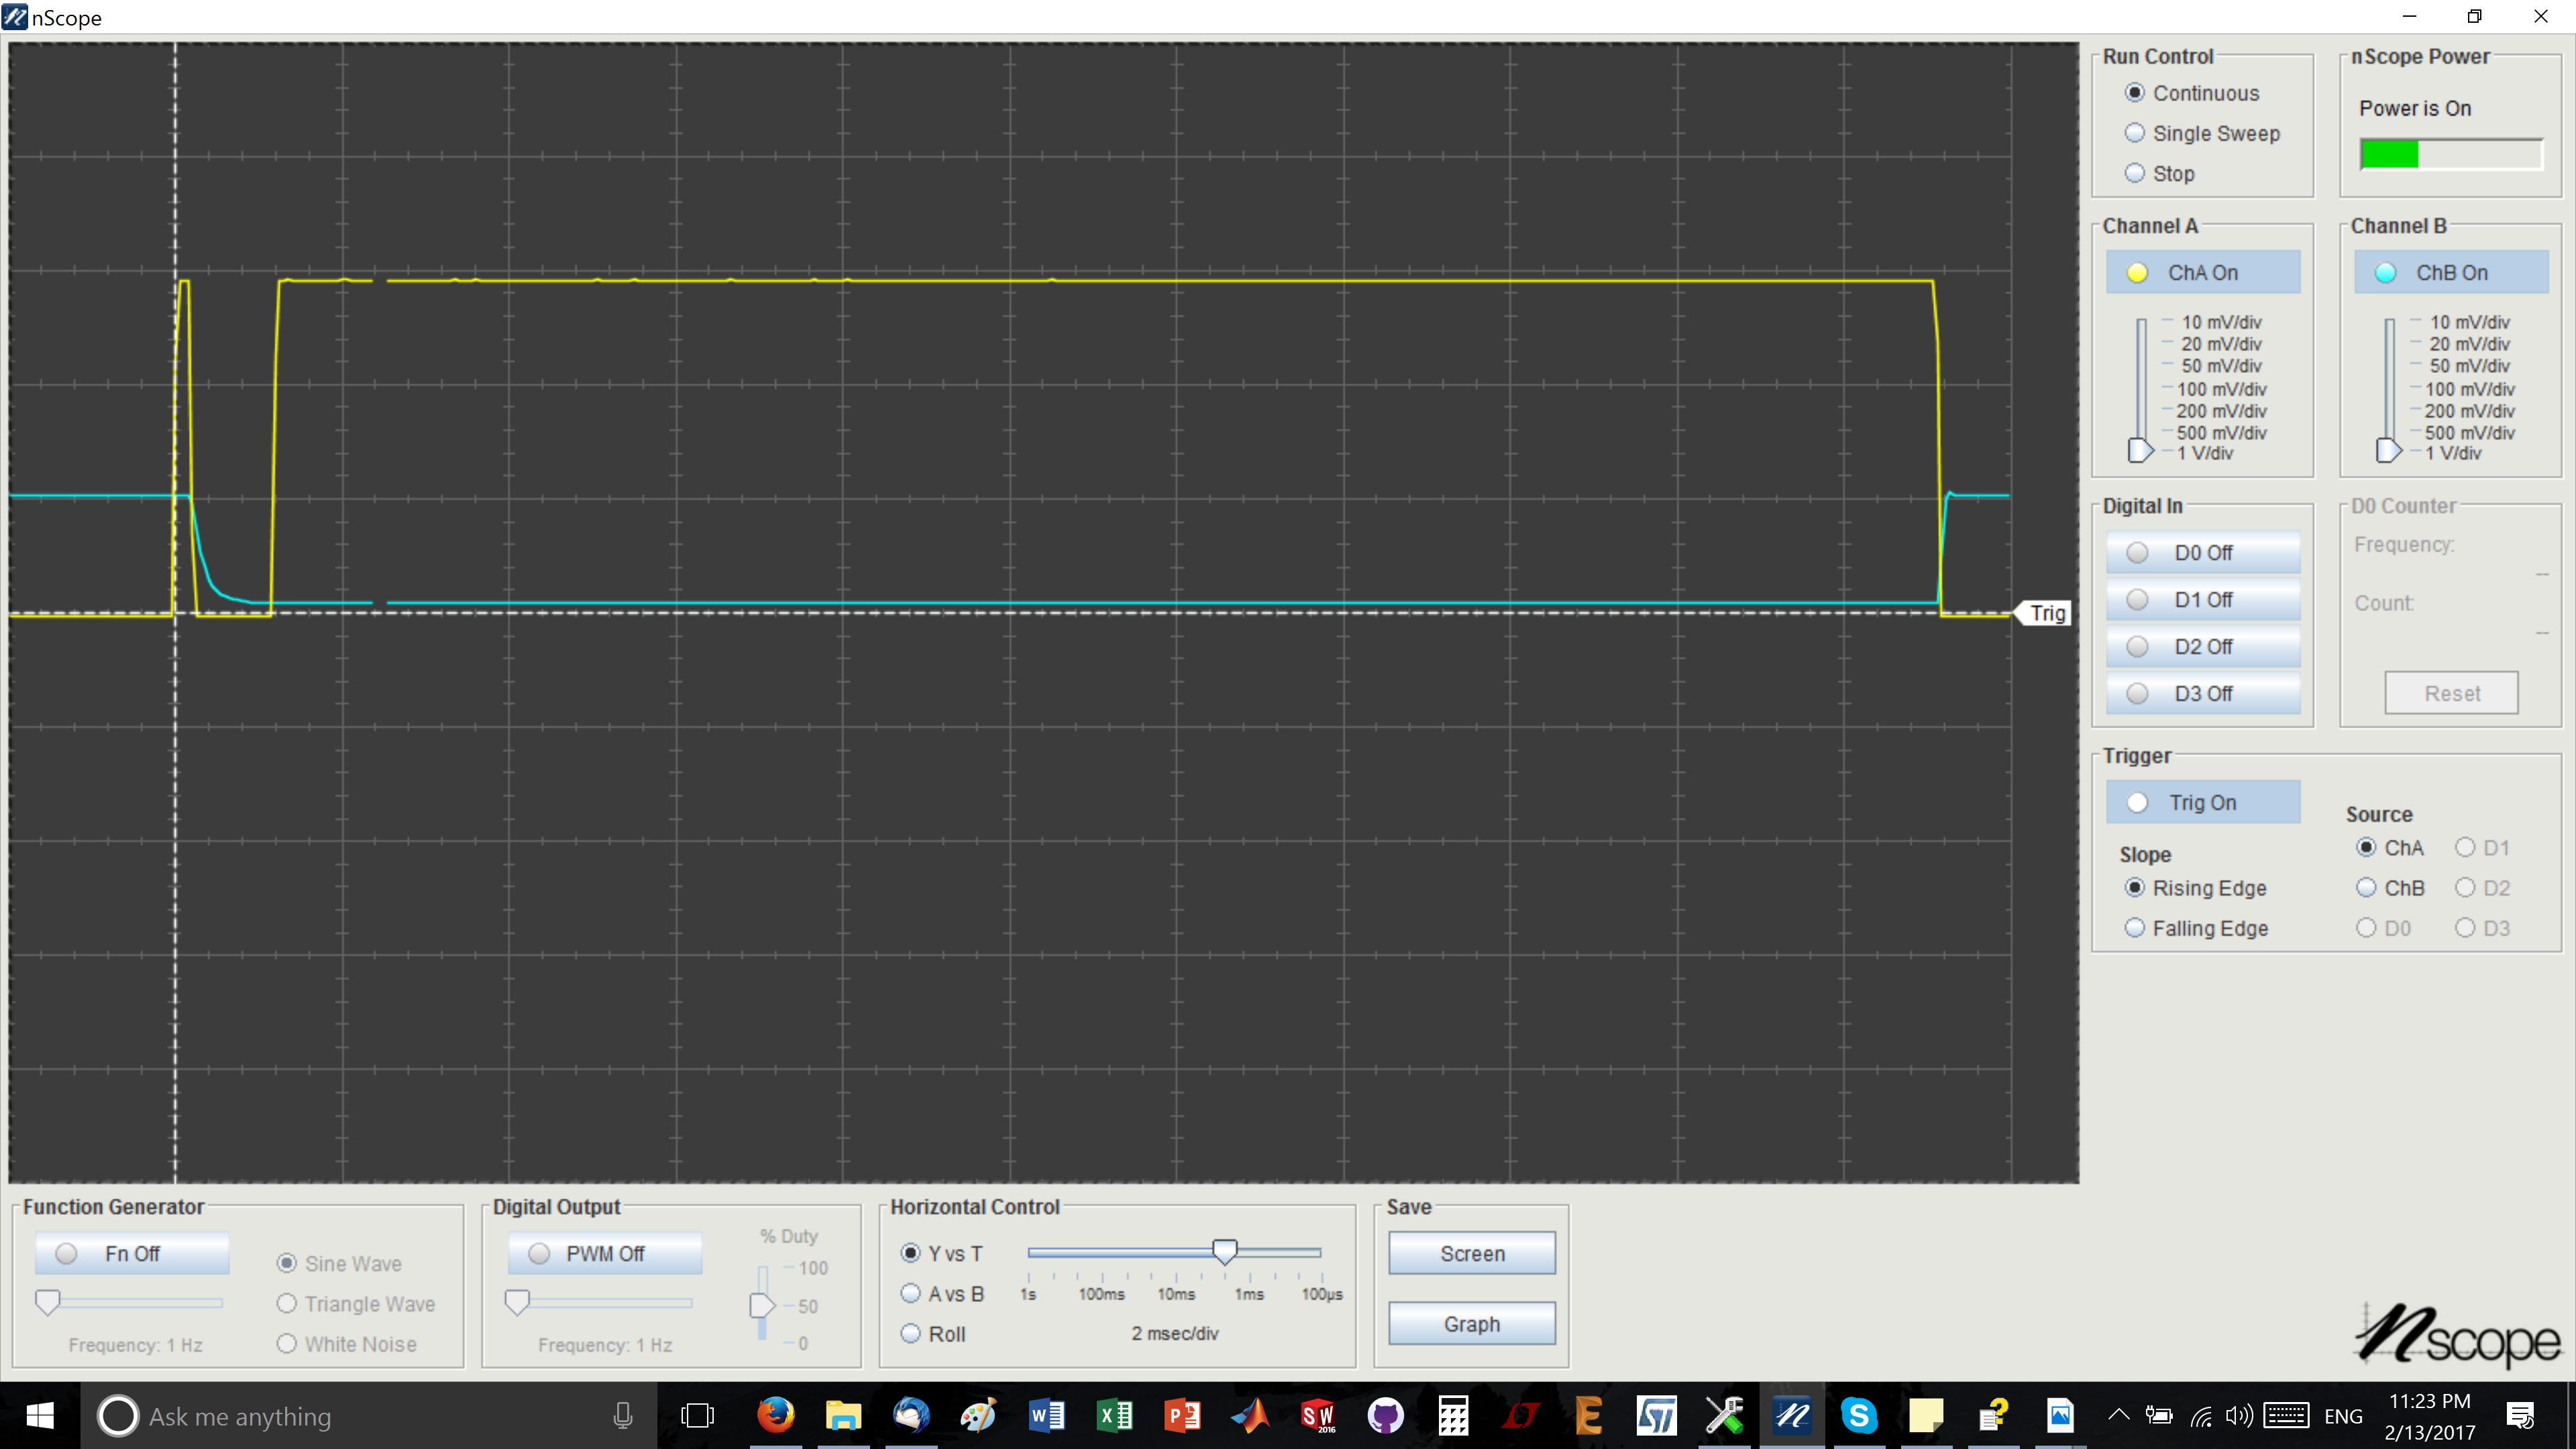 nScope
Trig
Run Control
Continuous
Single Sweep
Stop
nScope Power
Power is On
Channel A
ChA On
10 mV/div
20 mV/div
50 mV/div
100 mV/div
200 mV/div
500 mV/div
1 V/div
Channel B
ChB On
10 mV/div
20 mV/div
50 mV/div
100 mV/div
200 mV/div
500 mV/div
1 V/div
Digital In
D0 Off
D1 Off
D2 Off
D3 Off
D0 Counter
Frequency:
--
Count:
--
Reset
Trigger
Trig On
Slope
Rising Edge
Falling Edge
Source
ChA D1
ChB D2
D0 D3
Function Generator
Fn Off
Sine Wave
Triangle Wave
White Noise
Frequency: 1 Hz
Digital Output
PWM Off
% Duty
100
50
0
Frequency: 1 Hz
Horizontal Control
Y vs T
A vs B
Roll
1s 100ms 10ms 1ms 100µs
2 msec/div
Save
Screen
Graph
nscope
Ask me anything
W
X
P
SW
2016
E
ST
n
S
ENG
11:23 PM
2/13/2017